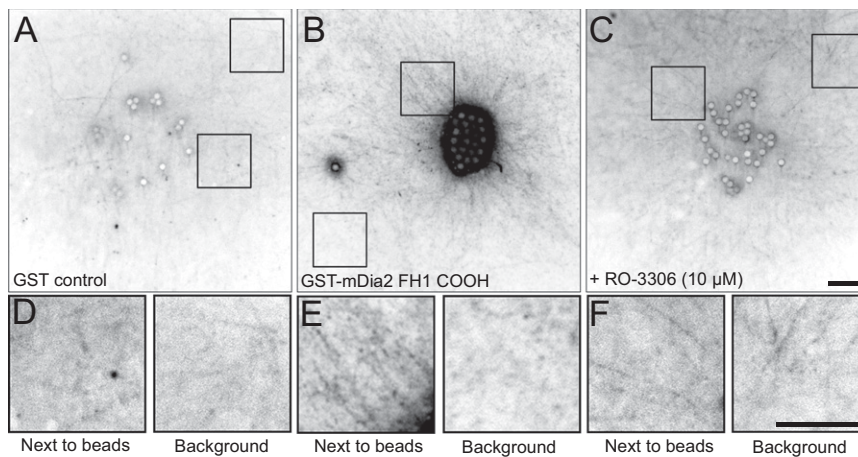 A B C
GST control GST-mDia2 FH1 COOH + RO-3306 (10 µM)
D E F
Next to beads Background Next to beads Background Next to beads Background